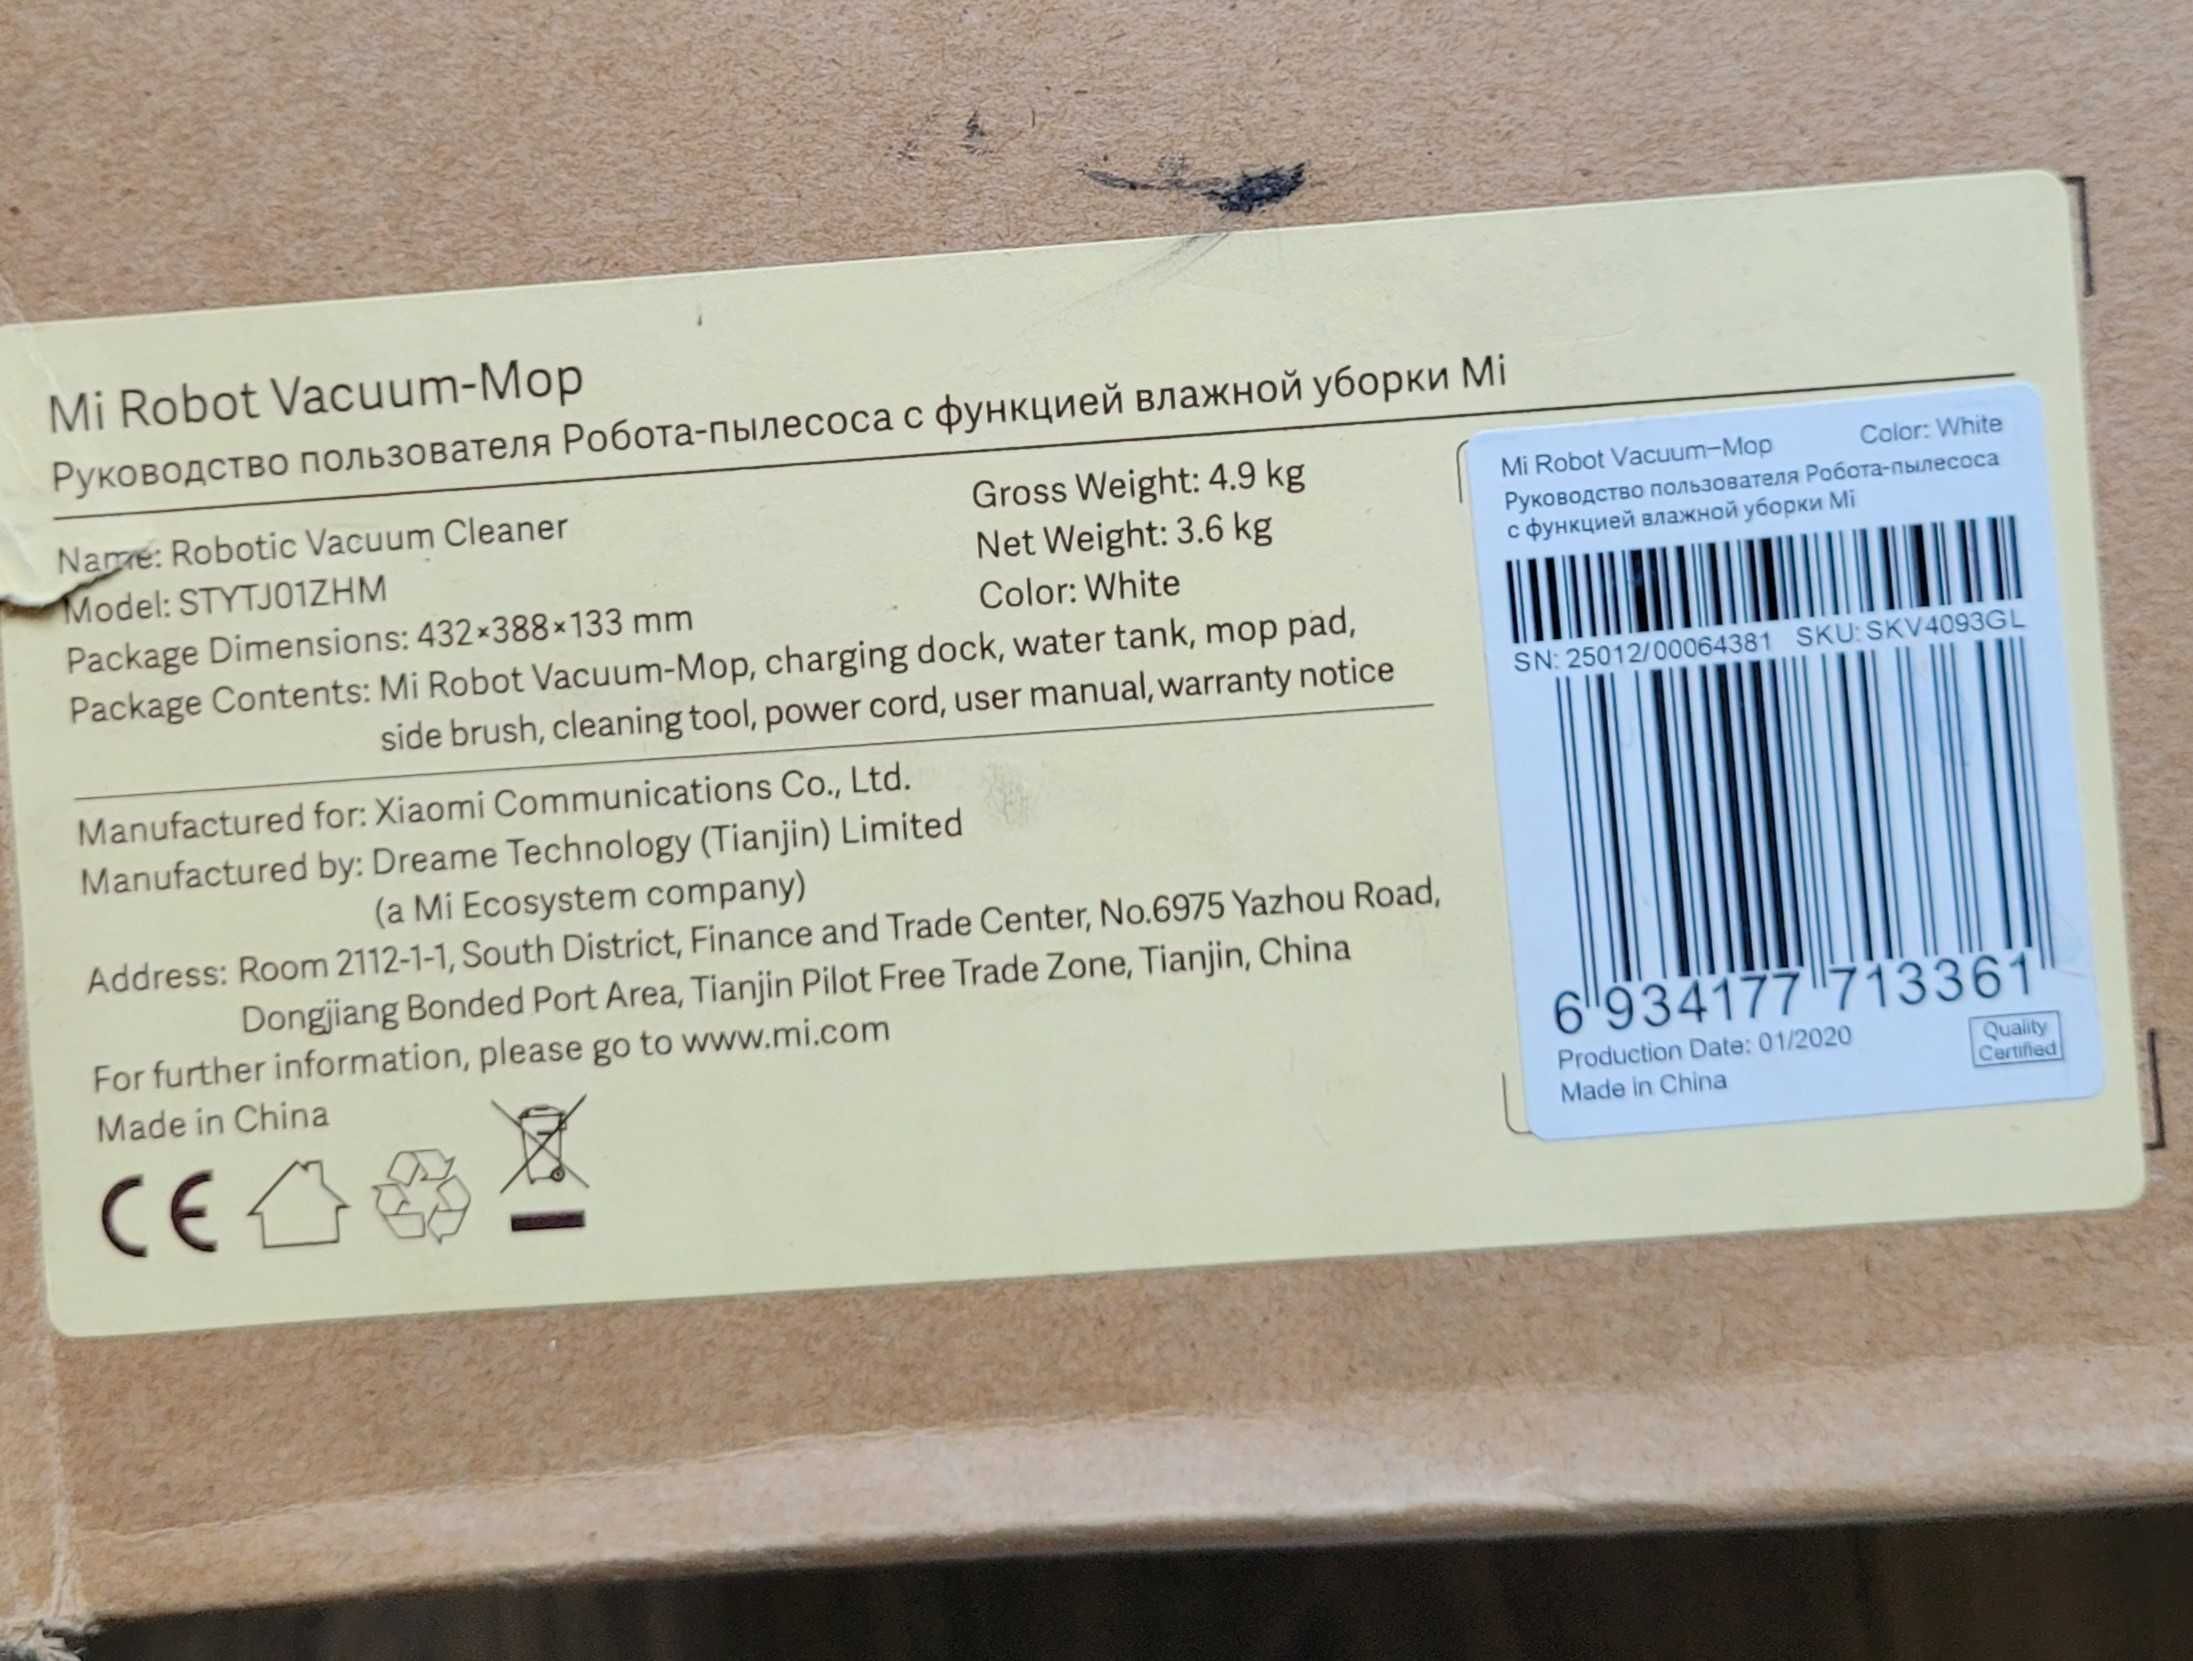 Mi Robot Vacuum-Mop
Руководство пользователя Робота-пылесоса с функцией влажной уборки Mi
Name: Robotic Vacuum Cleaner
Model: STYTJ01ZHM
Package Dimensions: 432×388×133 mm
Gross Weight: 4.9 kg
Net Weight: 3.6 kg
Color: White
Package Contents: Mi Robot Vacuum-Mop, charging dock, water tank, mop pad,
side brush, cleaning tool, power cord, user manual, warranty notice
Manufactured for: Xiaomi Communications Co., Ltd.
Manufactured by: Dreame Technology (Tianjin) Limited
(a Mi Ecosystem company)
Address: Room 2112-1-1, South District, Finance and Trade Center, No.6975 Yazhou Road,
Dongjiang Bonded Port Area, Tianjin Pilot Free Trade Zone, Tianjin, China
For further information, please go to www.mi.com
Made in China
CE
Mi Robot Vacuum-Mop Color: White
Руководство пользователя Робота-пылесоса
с функцией влажной уборки Mi
SN: 25012/00064381 SKU: SKV4093GL
6 934177 713361
Production Date: 01/2020
Made in China
Quality
Certified